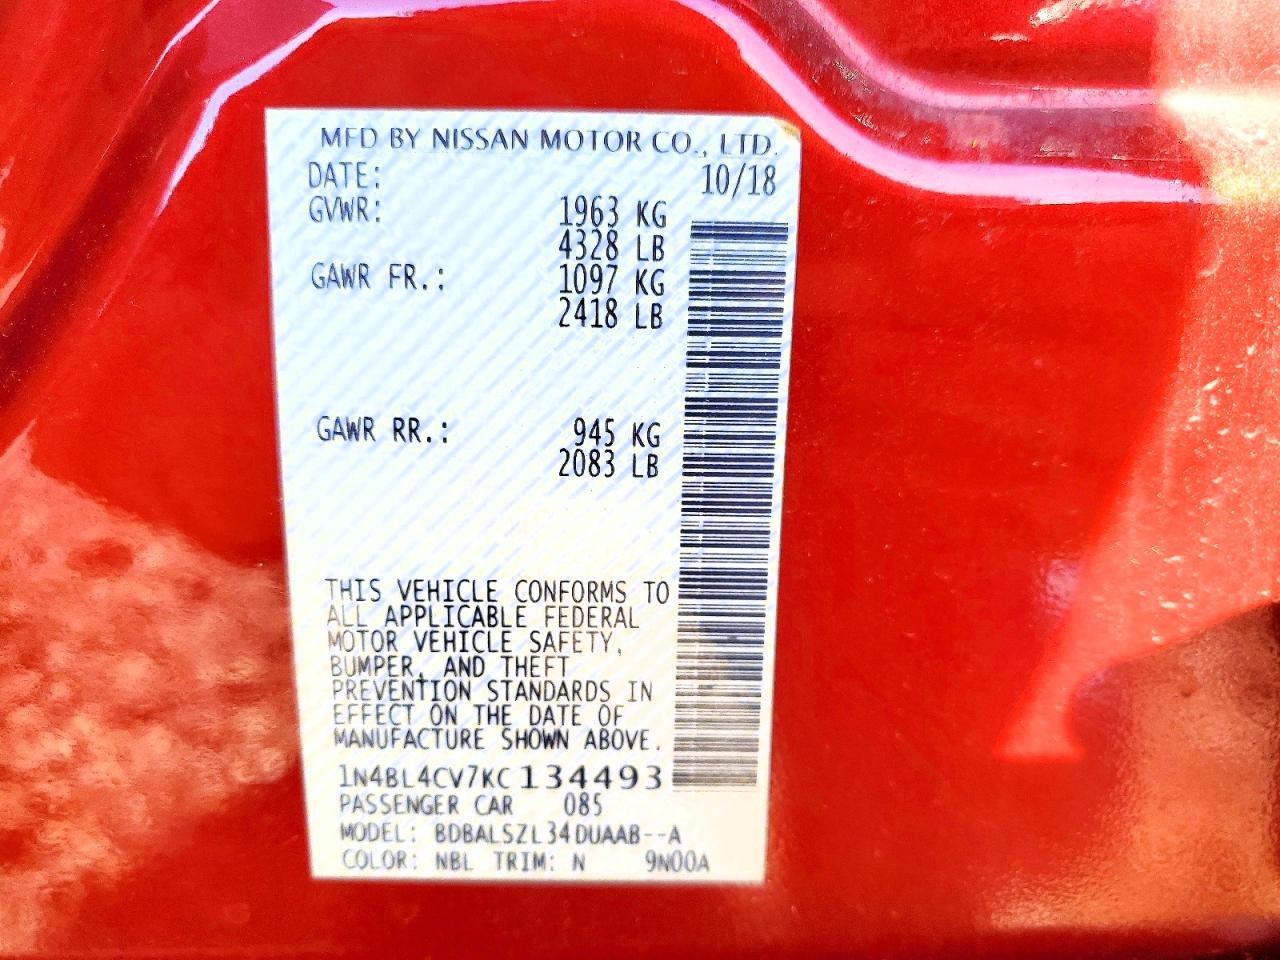 MFD BY NISSAN MOTOR CO., LTD.
DATE: 10/18
GVWR: 1963 KG
4328 LB
GAWR FR.: 1097 KG
2418 LB
GAWR RR.: 945 KG
2083 LB
THIS VEHICLE CONFORMS TO
ALL APPLICABLE FEDERAL
MOTOR VEHICLE SAFETY,
BUMPER, AND THEFT
PREVENTION STANDARDS IN
EFFECT ON THE DATE OF
MANUFACTURE SHOWN ABOVE.
1N4BL4CV7KC134493
PASSENGER CAR 085
MODEL: BDBALSZL34DUAAB--A
COLOR: NBL TRIM: N 9N00A